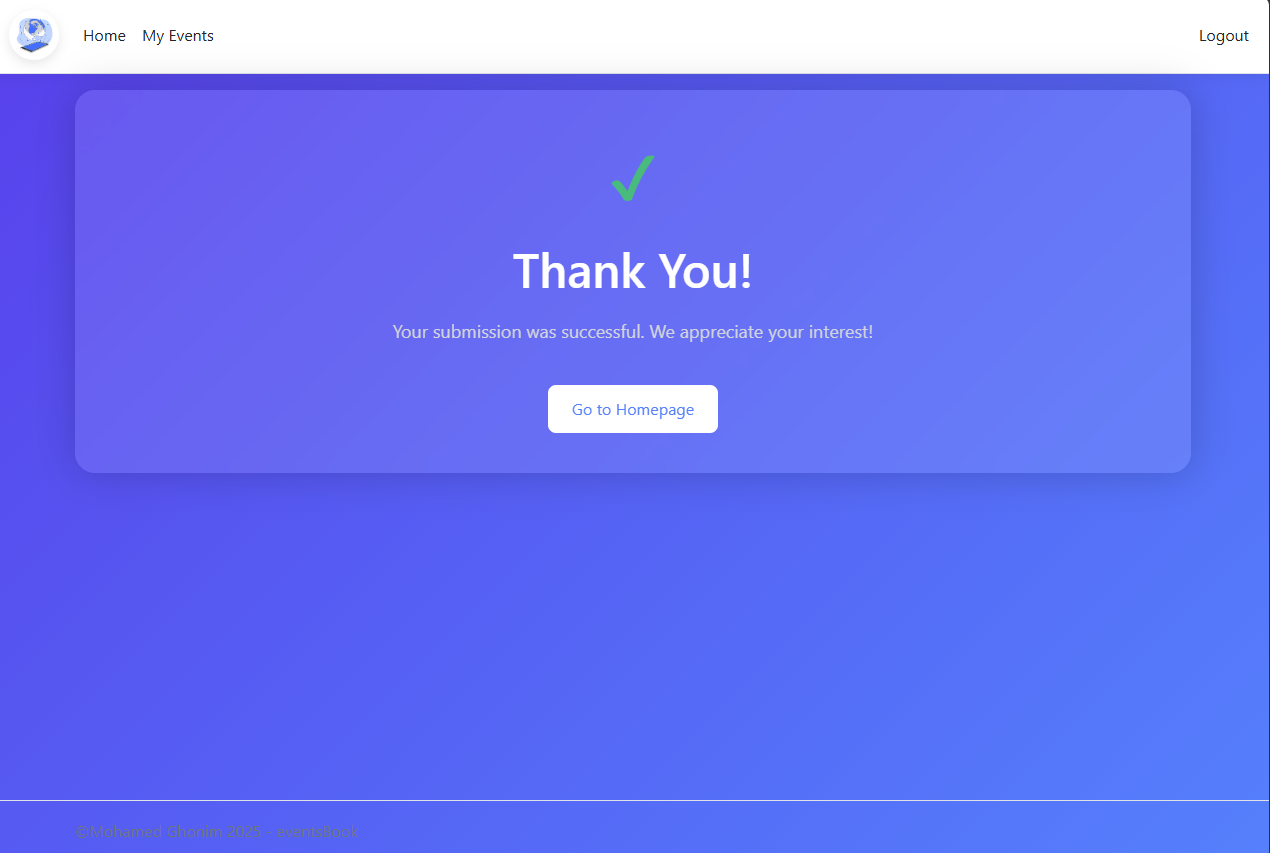 Home My Events Logout
Thank You!
Your submission was successful. We appreciate your interest!
Go to Homepage
©Mohamed Ghonim 2025 - eventsBook